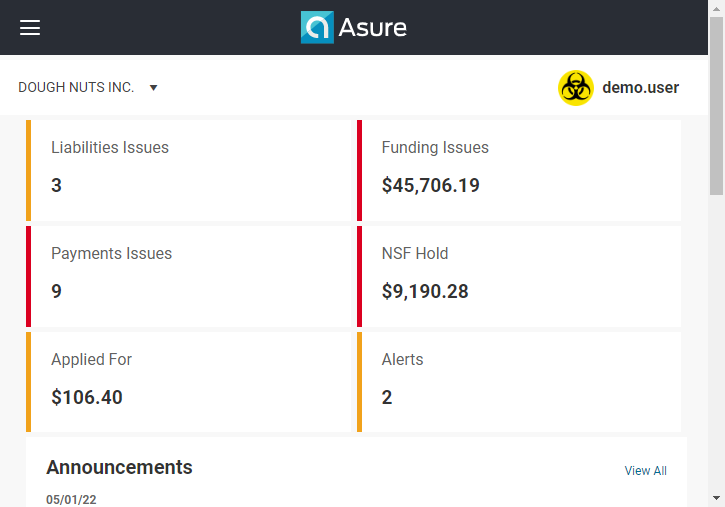 Asure
DOUGH NUTS INC.
demo.user
Liabilities Issues
3
Funding Issues
$45,706.19
Payments Issues
9
NSF Hold
$9,190.28
Applied For
$106.40
Alerts
2
Announcements
View All
05/01/22